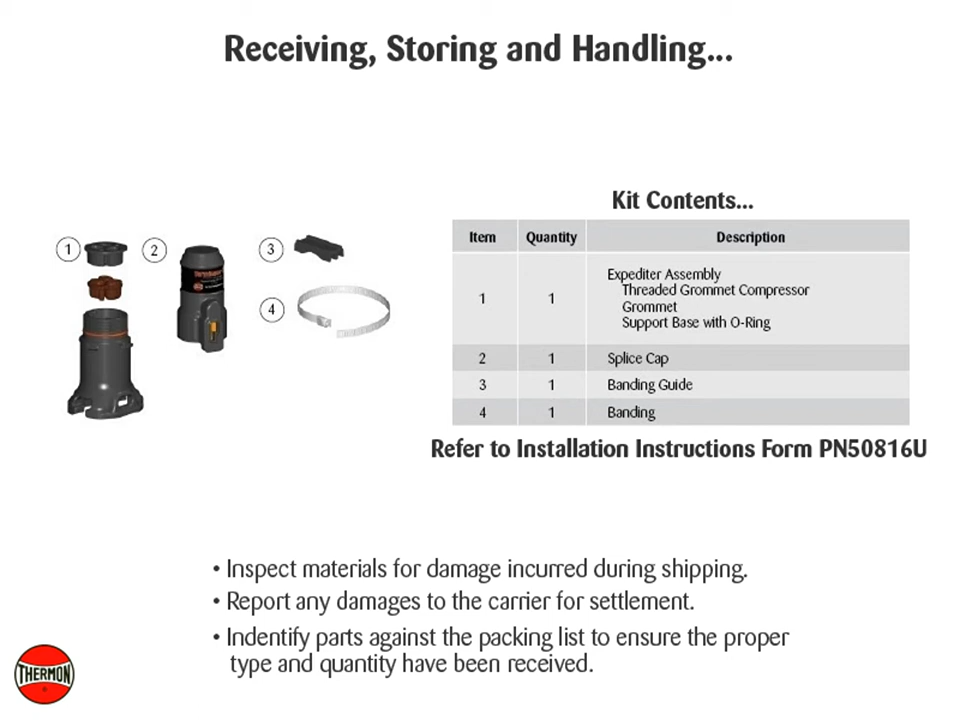 Receiving, Storing and Handling...
Kit Contents...
1
2
3
4
Item Quantity Description
1 1 Expediter Assembly
Threaded Grommet Compressor
Grommet
Support Base with O-Ring
2 1 Splice Cap
3 1 Banding Guide
4 1 Banding
Refer to Installation Instructions Form PN50816U
• Inspect materials for damage incurred during shipping.
• Report any damages to the carrier for settlement.
• Indentify parts against the packing list to ensure the proper
type and quantity have been received.
THERMON